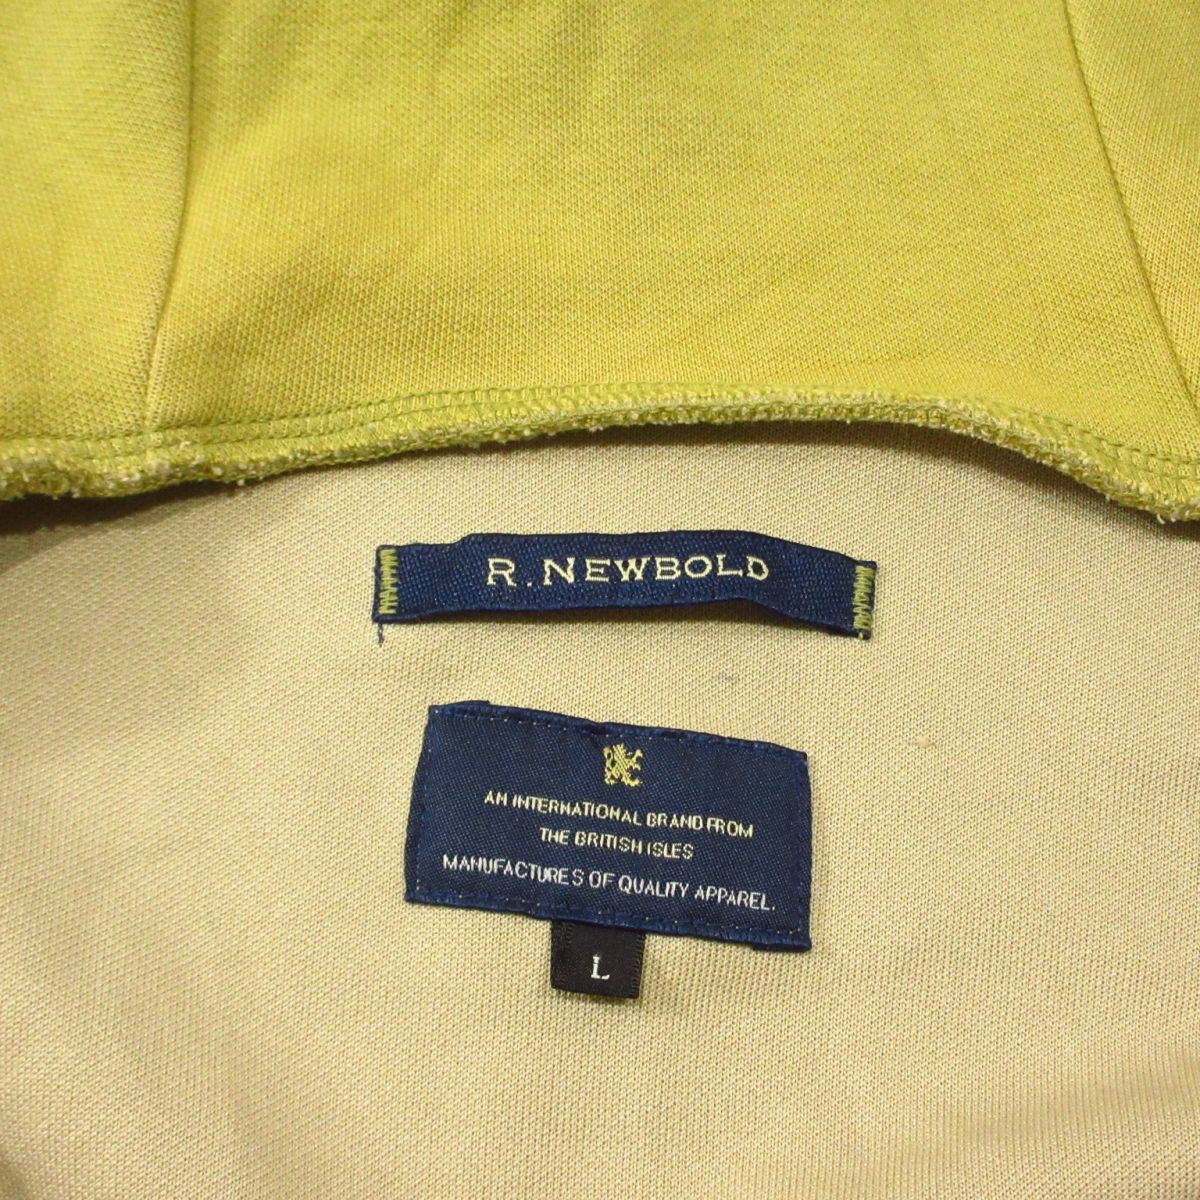 R. NEWBOLD
AN INTERNATIONAL BRAND FROM
THE BRITISH ISLES
MANUFACTURES OF QUALITY APPAREL.
L